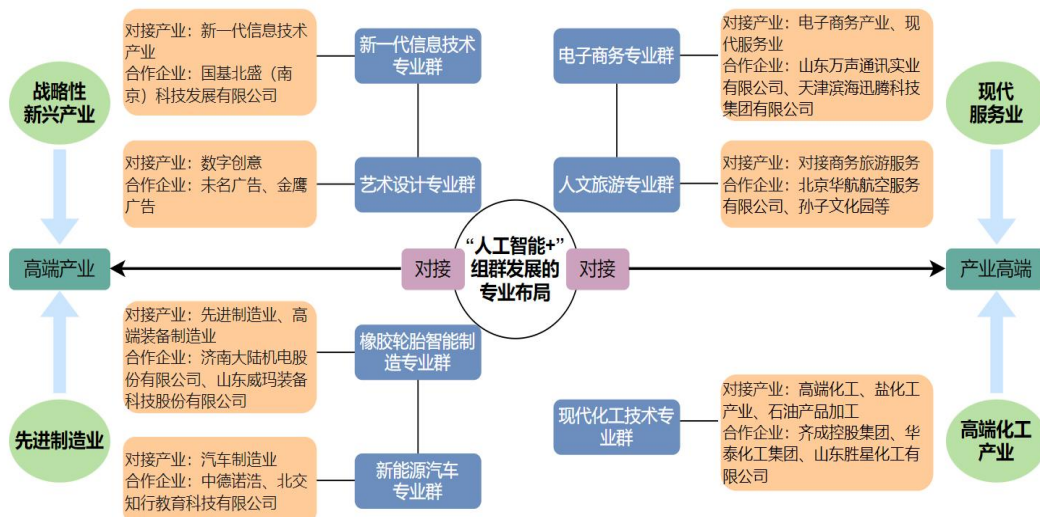 战略性
新兴产业
对接产业：新一代信息技术
产业
合作企业：国基北盛（南
京）科技发展有限公司
新一代信息技术
专业群
对接产业：数字创意
合作企业：未名广告、金鹰
广告
艺术设计专业群
电子商务专业群
对接产业：电子商务产业、现
代服务业
合作企业：山东万声通讯实业
有限公司、天津滨海迅腾科技
集团有限公司
现代
服务业
人文旅游专业群
对接产业：对接商务旅游服务
合作企业：北京华航航空服务
有限公司、孙子文化园等
高端产业
对接
“人工智能+”
组群发展的
专业布局
对接
产业高端
对接产业：先进制造业、高
端装备制造业
合作企业：济南大陆机电股
份有限公司、山东威玛装备
科技股份有限公司
橡胶轮胎智能制
造专业群
先进制造业
对接产业：汽车制造业
合作企业：中德诺浩、北交
知行教育科技有限公司
新能源汽车
专业群
现代化工技术专
业群
对接产业：高端化工、盐化工
产业、石油产品加工
合作企业：齐成控股集团、华
泰化工集团、山东胜星化工有
限公司
高端化工
产业